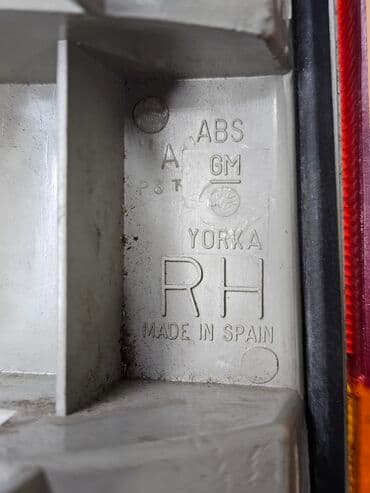 ABS
A GM
PST
YORKA
RH
MADE IN SPAIN